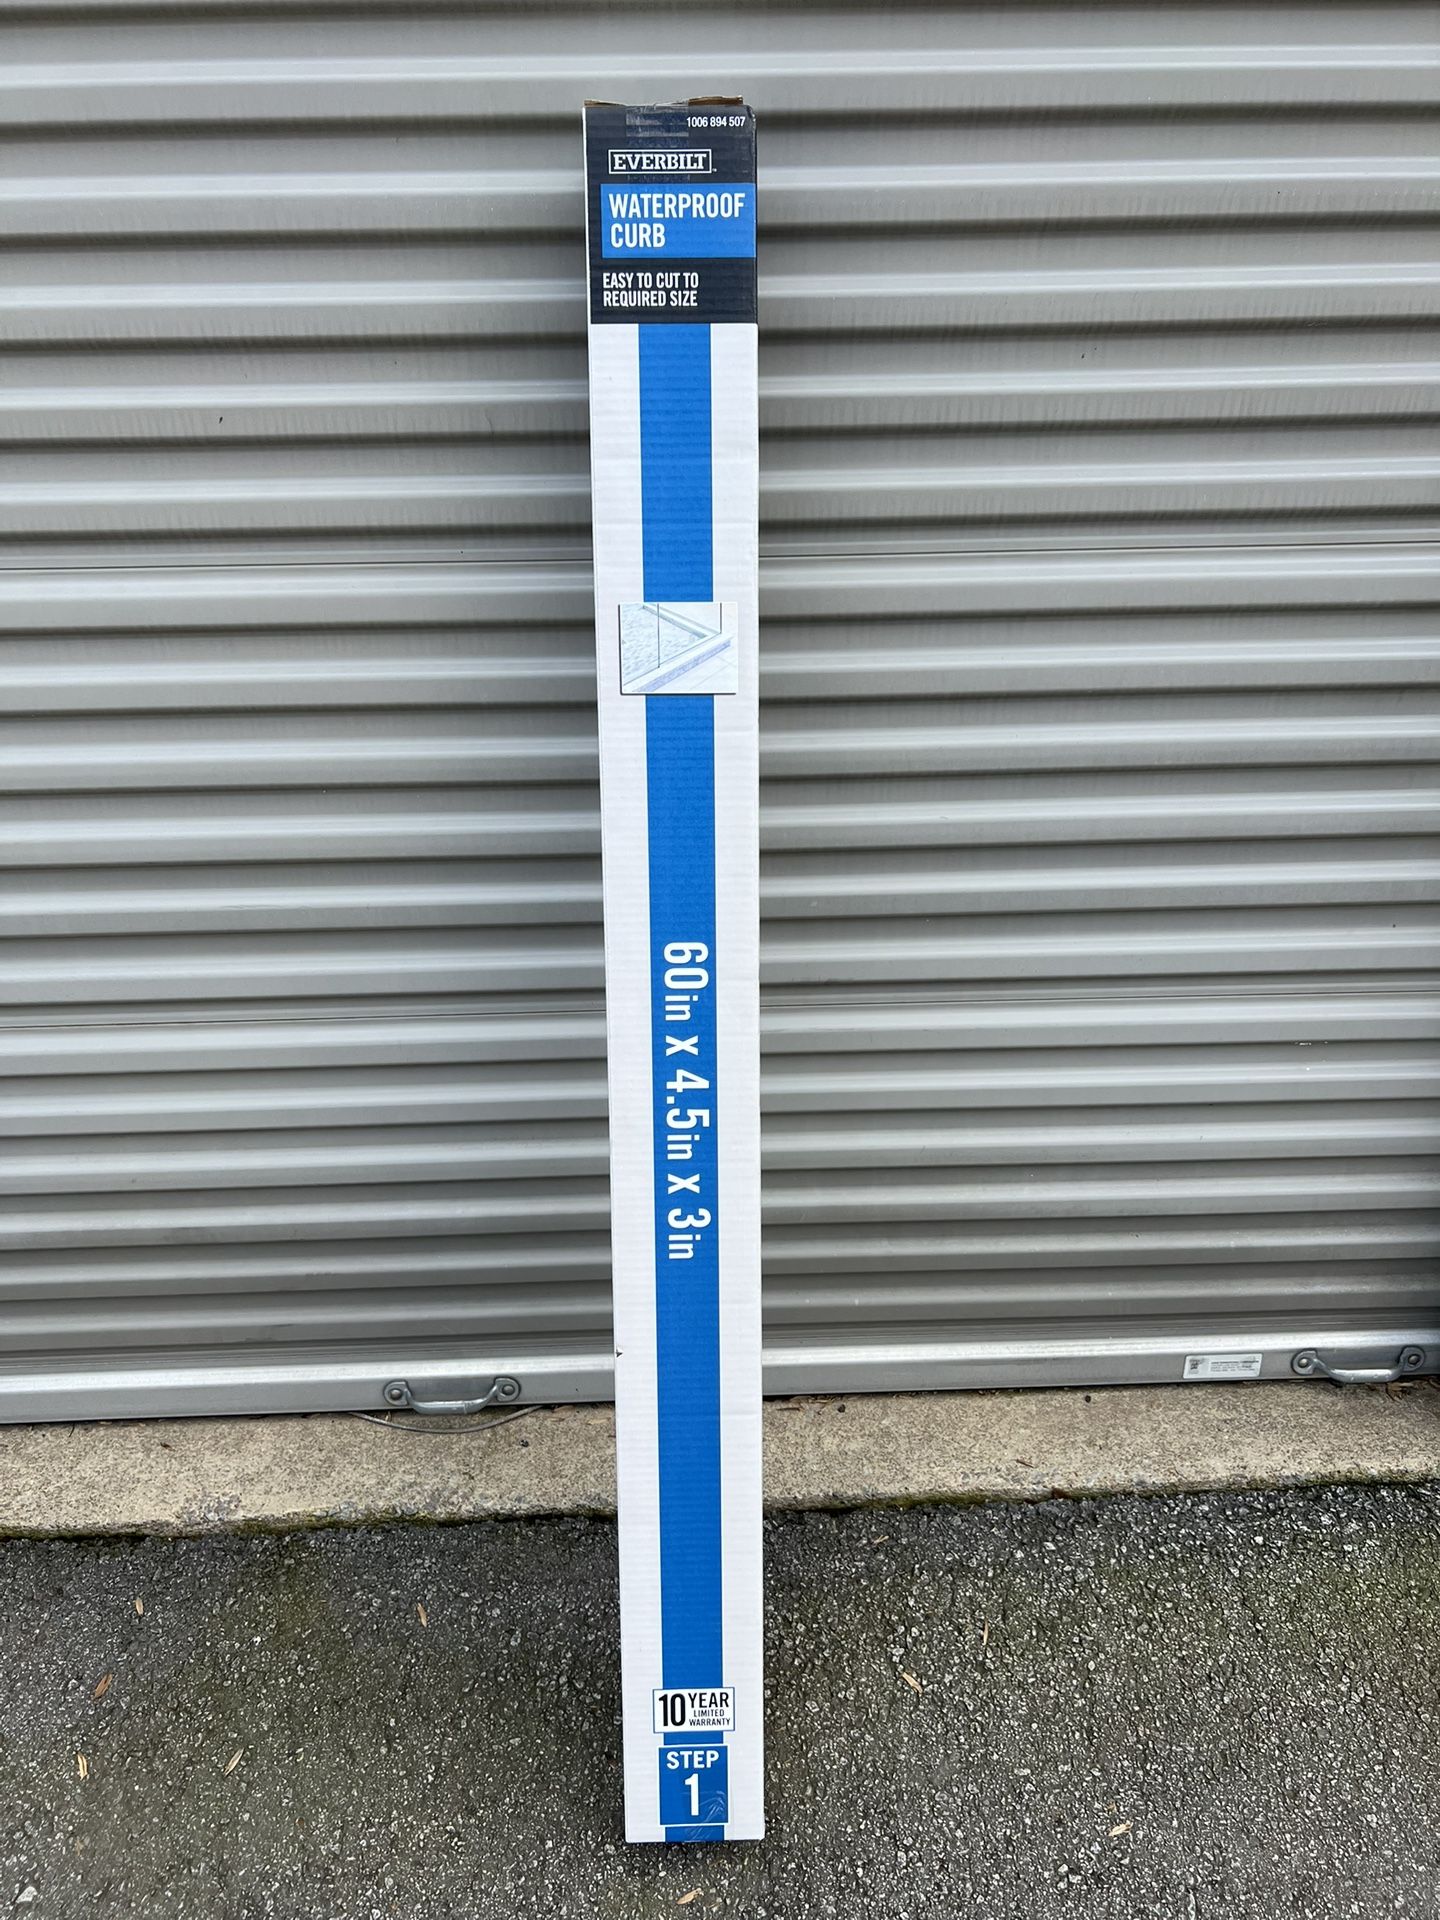 1006 894 507
EVERBILT
WATERPROOF
CURB
EASY TO CUT TO
REQUIRED SIZE
60in x 4.5in x 3in
10 YEAR
LIMITED
WARRANTY
STEP
1